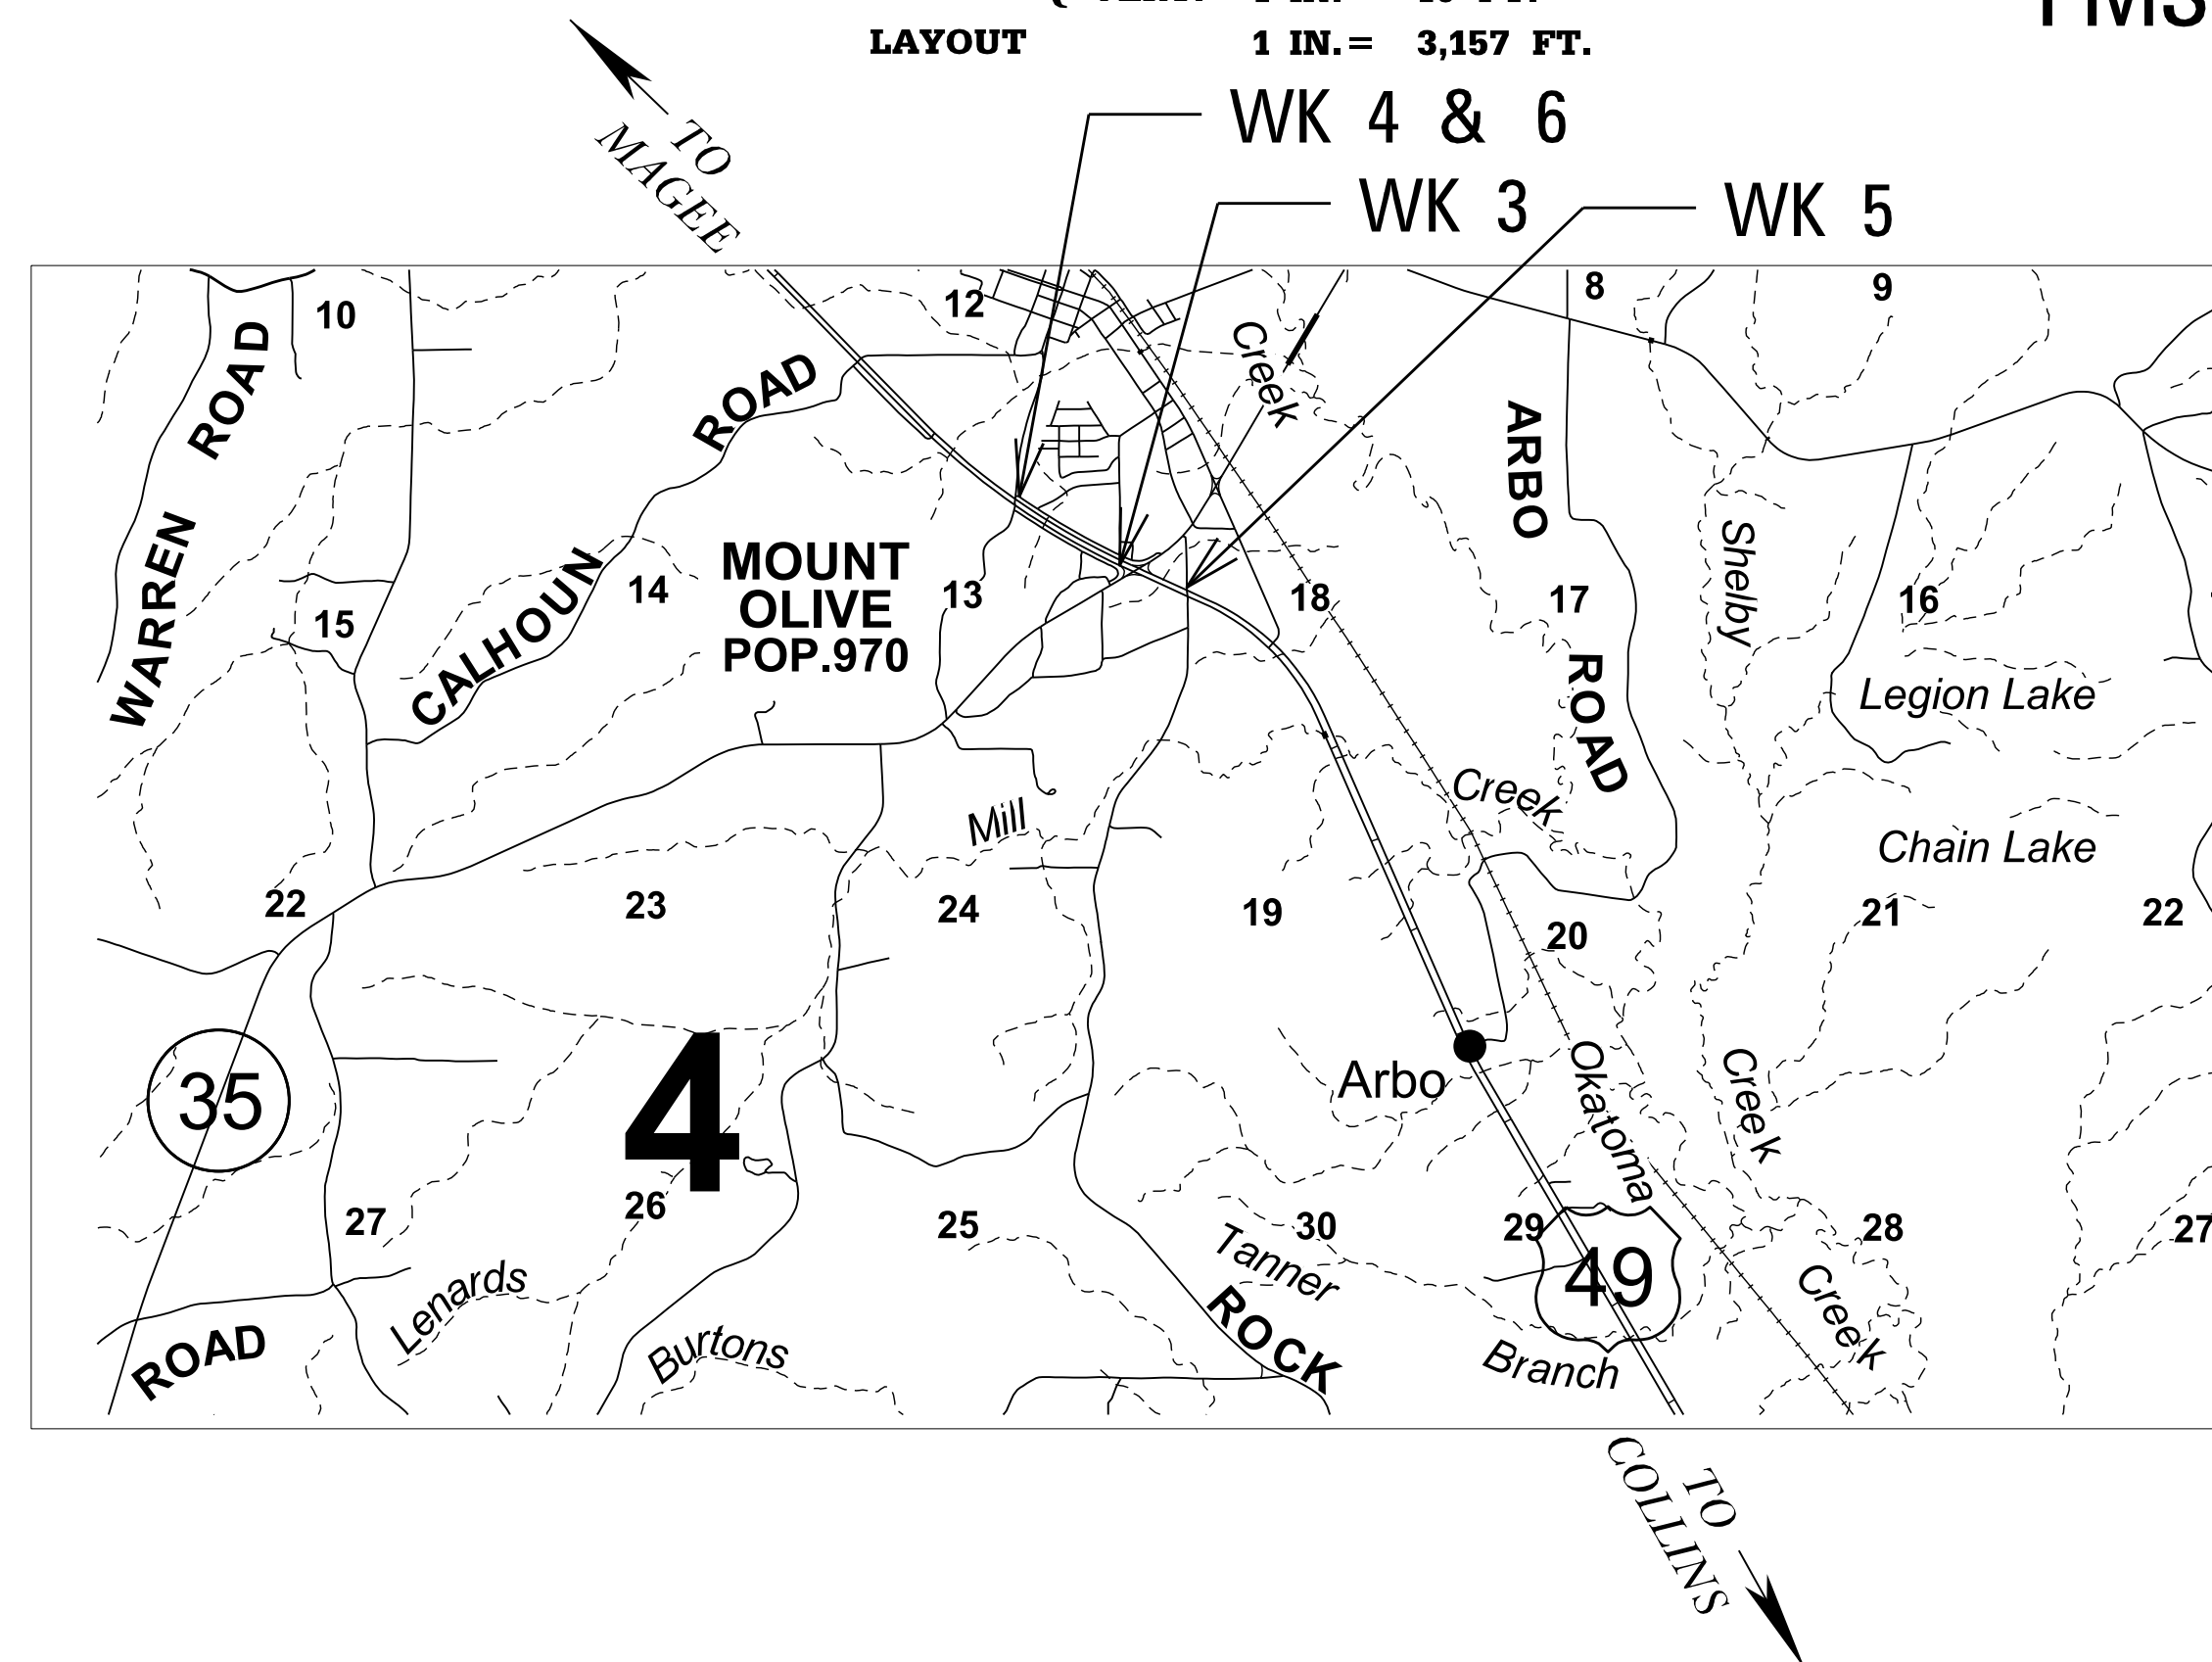 LAYOUT 1 IN.= 3,157 FT.
TO
MAGEE
WK 4 & 6
WK 3
WK 5
10
12
8
9
WARREN ROAD
CALHOUN ROAD
Creek
ARBO ROAD
Shelby
MOUNT
OLIVE
POP.970
14
13
15
18
17
16
Legion Lake
Creek
Chain Lake
Mill
22
23
24
19
20
21
22
35
4
Arbo
Okatoma
Creek
27
26
25
30
29
28
27
Lenards
Tanner
49
Creek
ROAD
Burtons
ROCK
Branch
TO
COLLINS